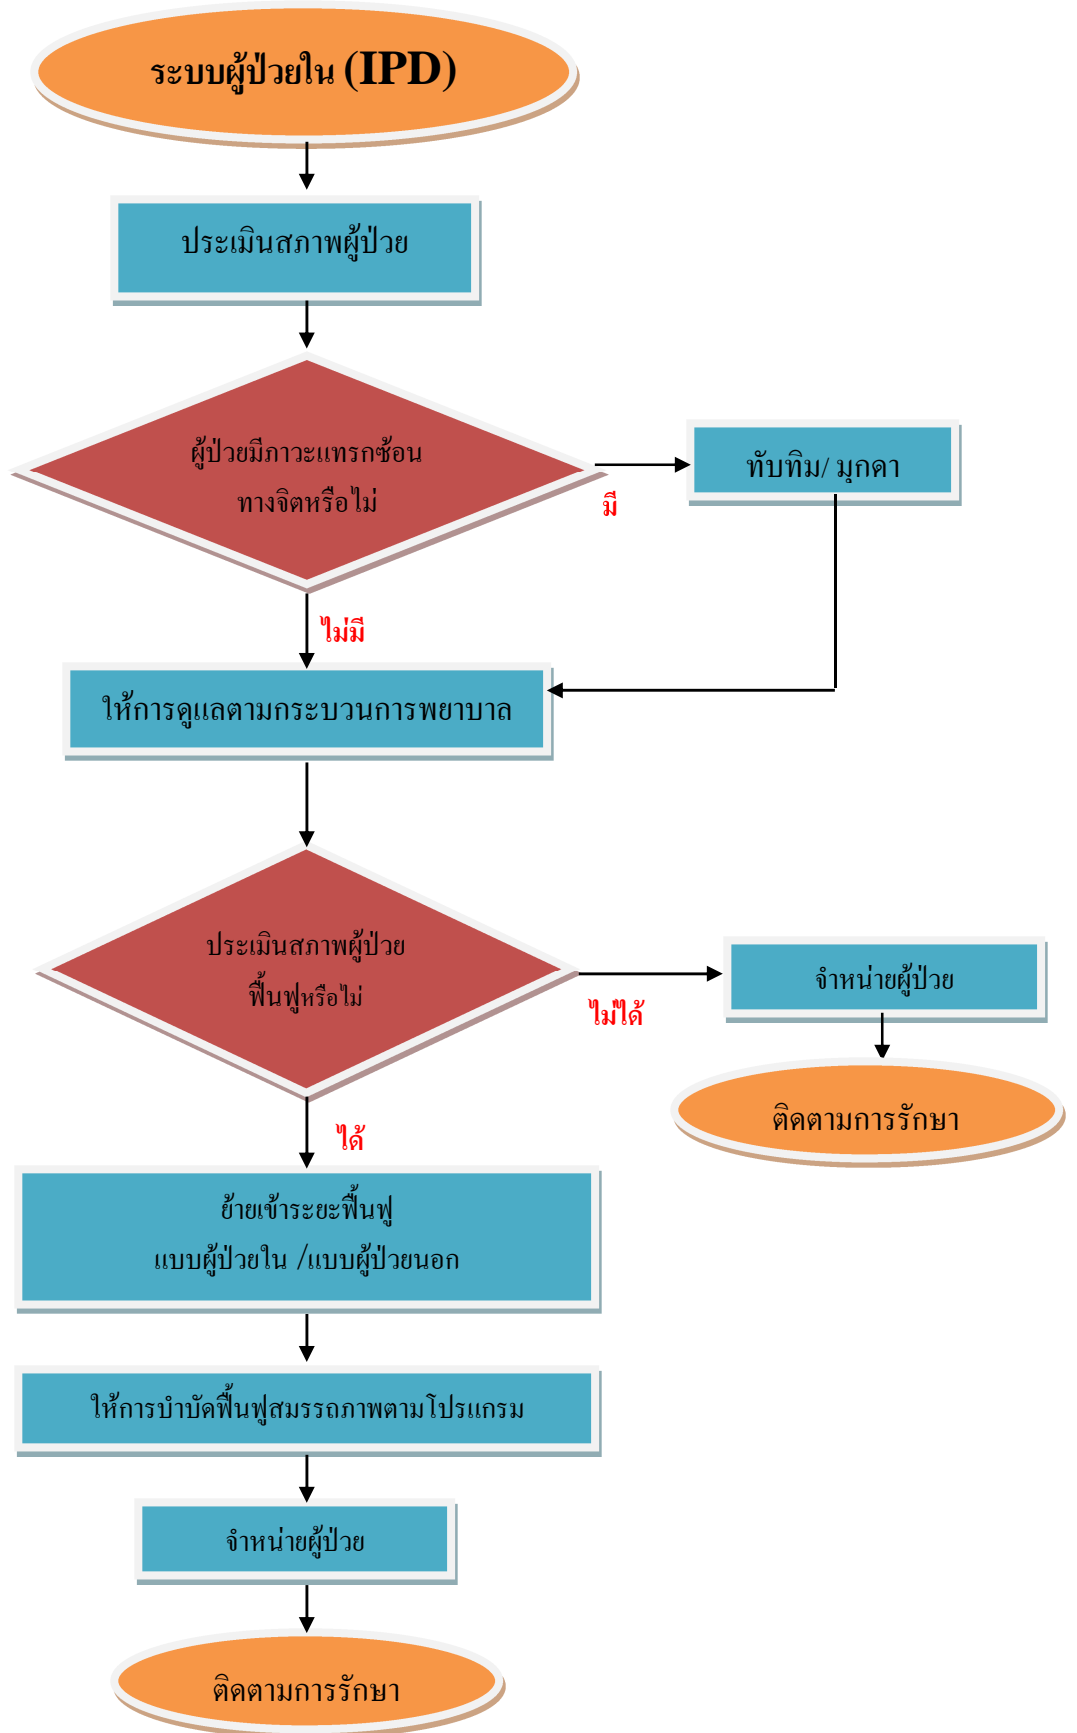 ระบบผู้ป่วยใน (IPD)
ประเมินสภาพผู้ป่วย
ผู้ป่วยมีภาวะแทรกซ้อน
ทางจิตหรือไม่
มี
ทับทิม/ มุกดา
ไม่มี
ให้การดูแลตามกระบวนการพยาบาล
ประเมินสภาพผู้ป่วย
ฟื้นฟูหรือไม่
ไม่ได้
จำหน่ายผู้ป่วย
ติดตามการรักษา
ได้
ย้ายเข้าระยะฟื้นฟู
แบบผู้ป่วยใน /แบบผู้ป่วยนอก
ให้การบำบัดฟื้นฟูสมรรถภาพตามโปรแกรม
จำหน่ายผู้ป่วย
ติดตามการรักษา